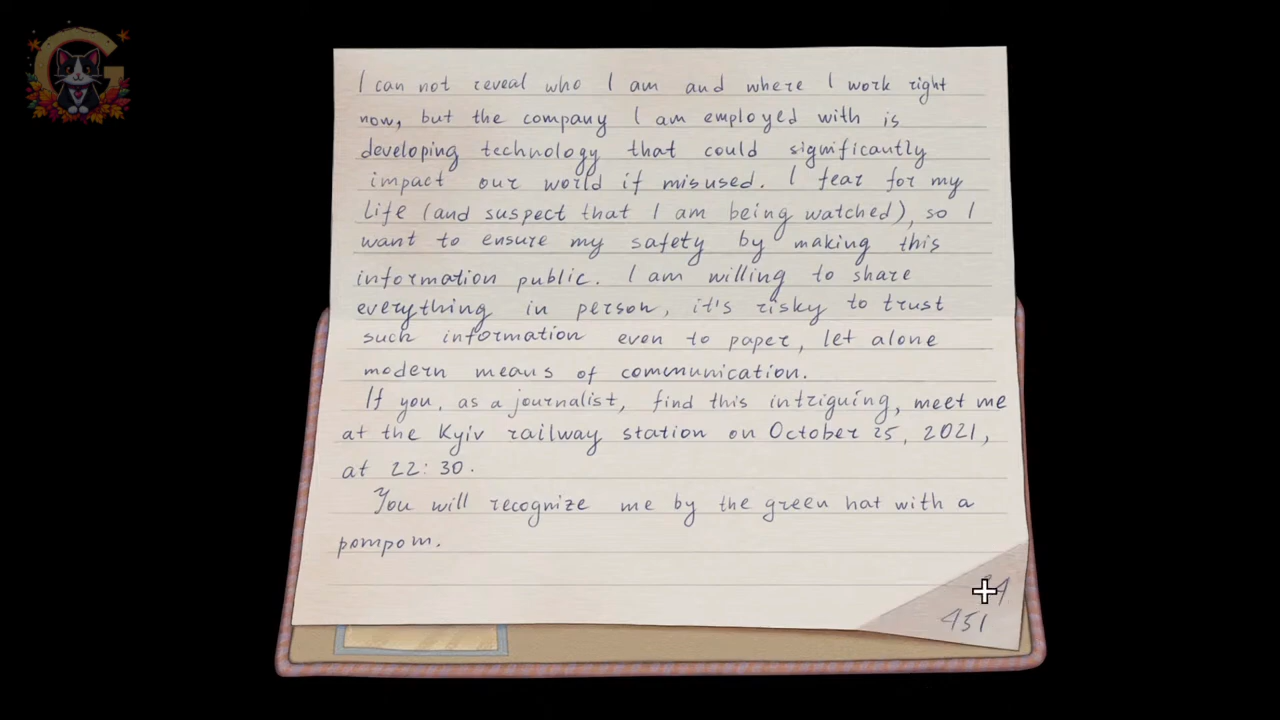 I can not reveal who I am and where I work right
now, but the company I am employed with is
developing technology that could significantly
impact our world if misused. I fear for my
life (and suspect that I am being watched), so I
want to ensure my safety by making this
information public. I am willing to share
everything in person, it's risky to trust
such information even to paper, let alone
modern means of communication.
If you, as a journalist, find this intriguing, meet me
at the Kyiv railway station on October 25, 2021,
at 22:30.
You will recognize me by the green hat with a
pompom.
451